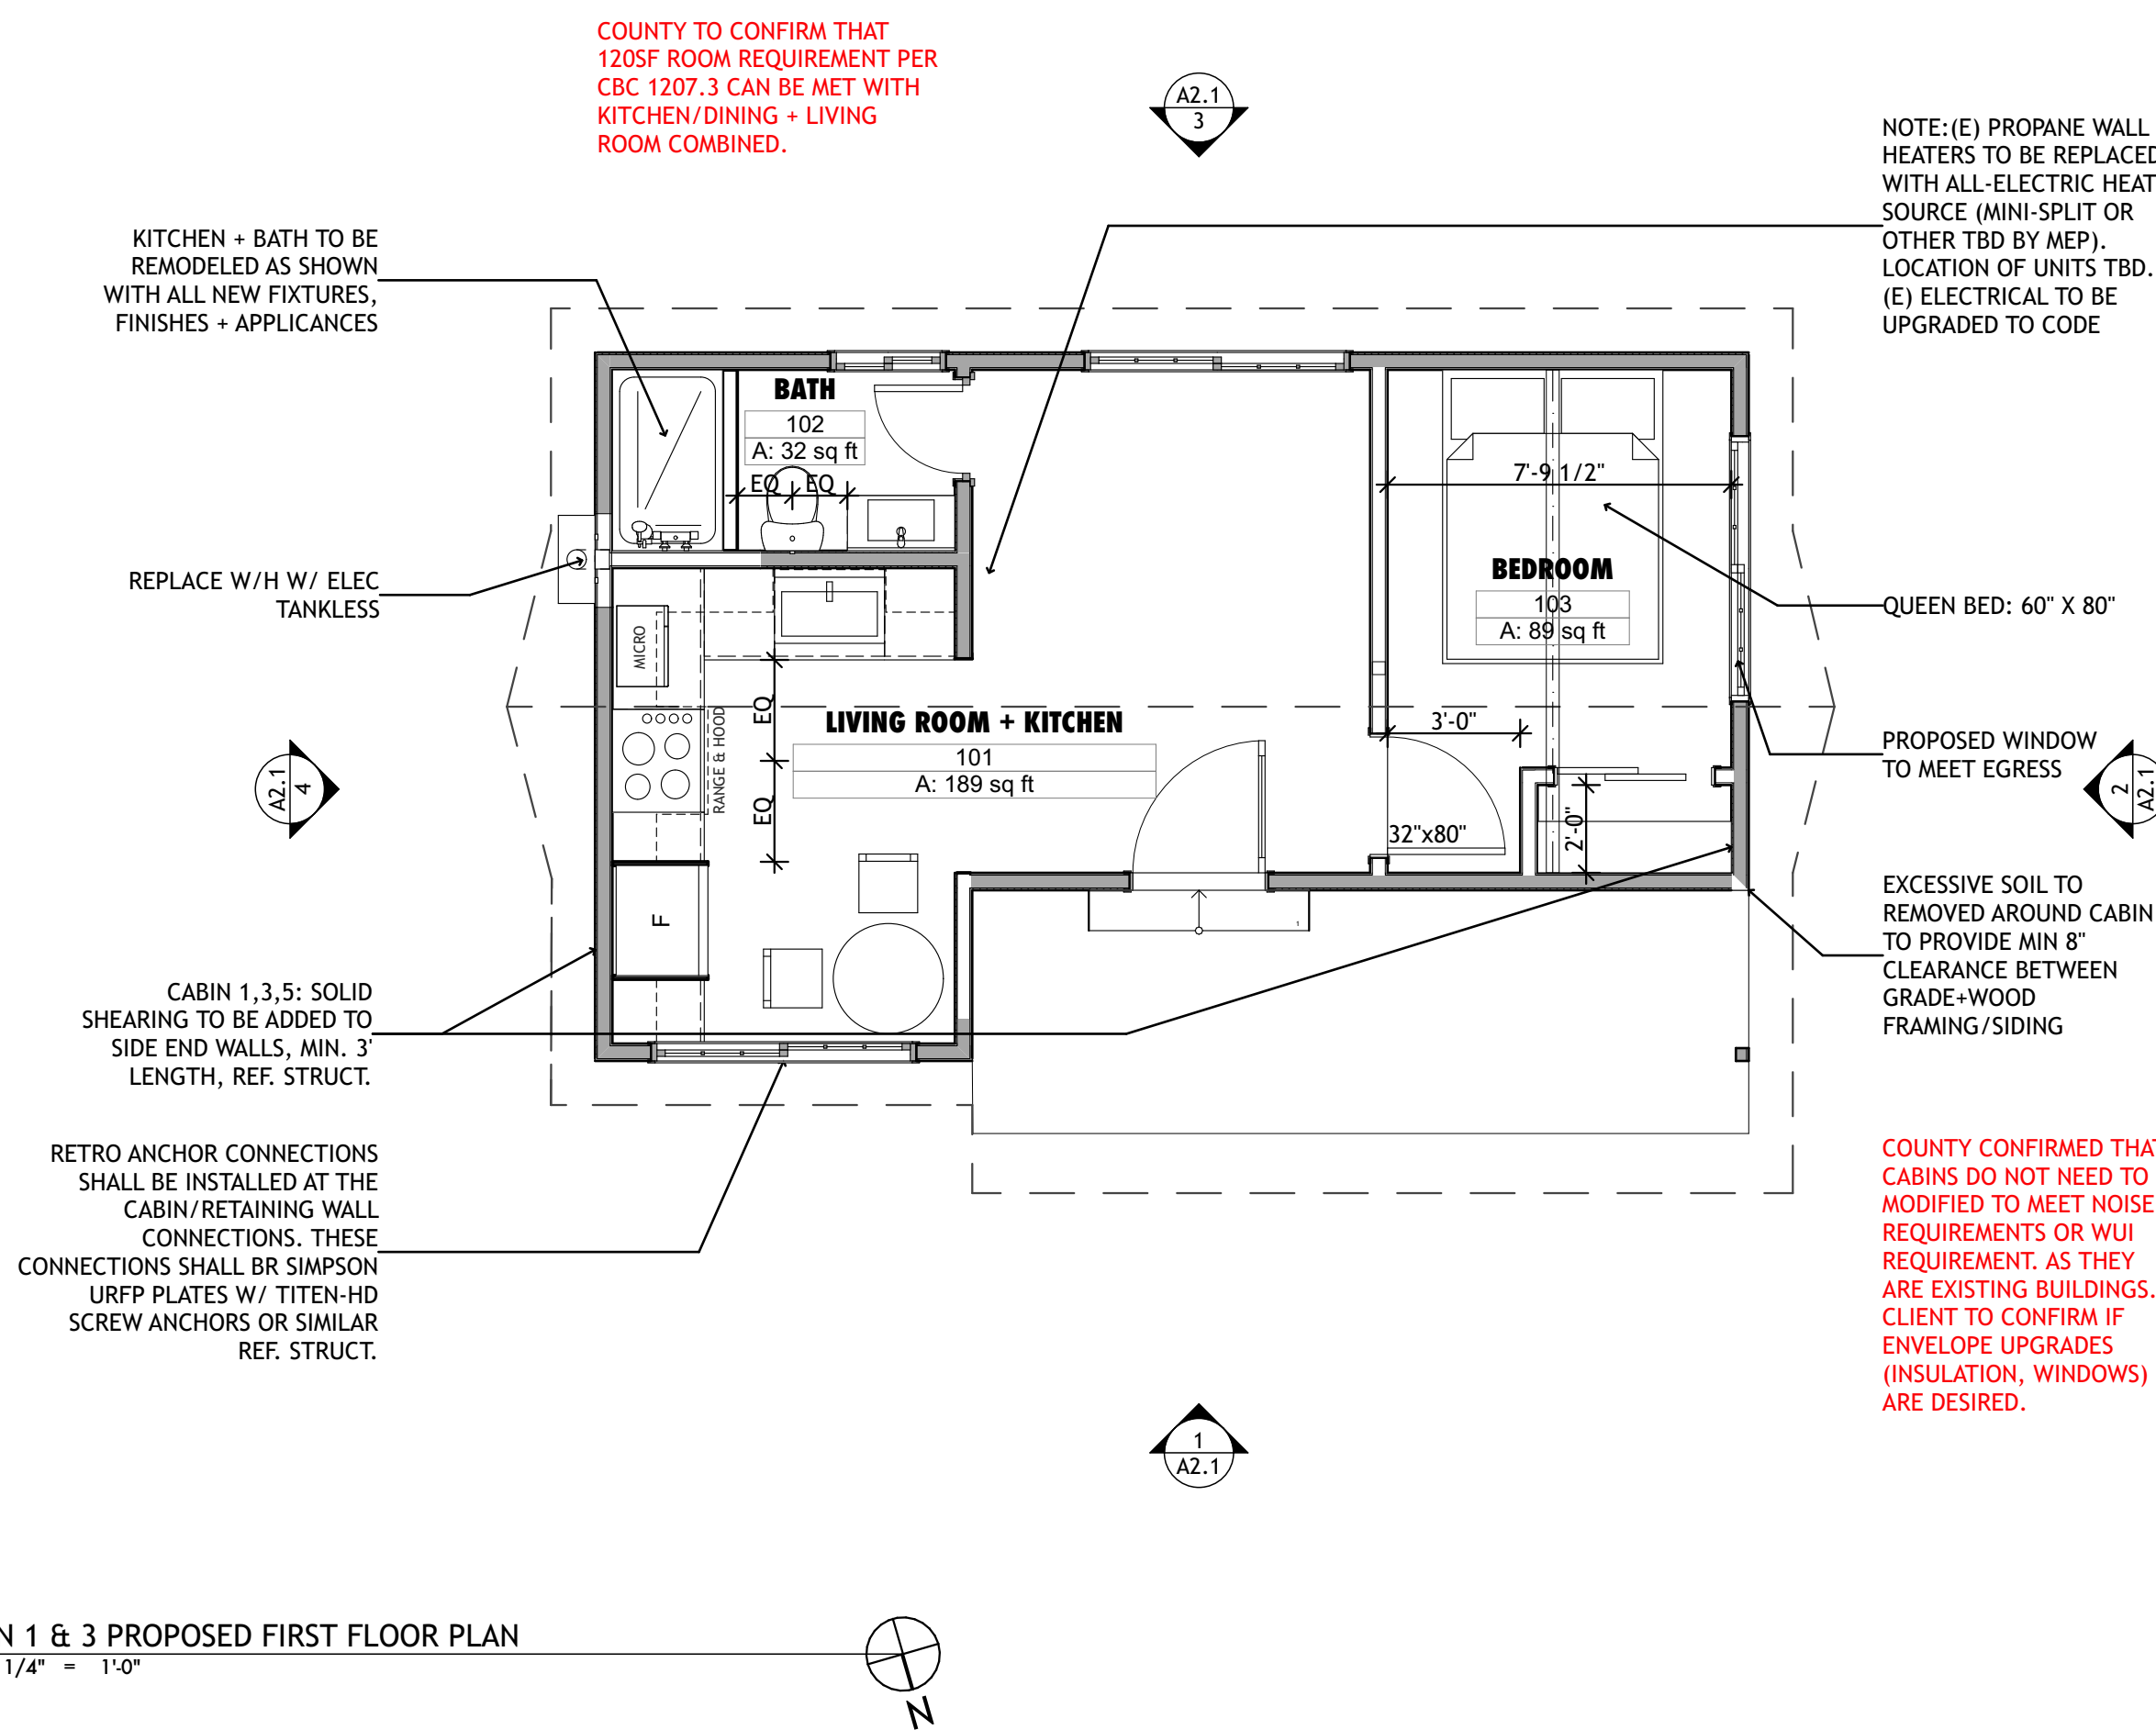 COUNTY TO CONFIRM THAT
120SF ROOM REQUIREMENT PER
CBC 1207.3 CAN BE MET WITH
KITCHEN/DINING + LIVING
ROOM COMBINED.
A2.1
3
NOTE:(E) PROPANE WALL
HEATERS TO BE REPLACED
WITH ALL-ELECTRIC HEAT
SOURCE (MINI-SPLIT OR
OTHER TBD BY MEP).
LOCATION OF UNITS TBD.
(E) ELECTRICAL TO BE
UPGRADED TO CODE
KITCHEN + BATH TO BE
REMODELED AS SHOWN
WITH ALL NEW FIXTURES,
FINISHES + APPLICANCES
BATH
102
A: 32 sq ft
EQ EQ
7'-9 1/2"
BEDROOM
103
A: 89 sq ft
QUEEN BED: 60" X 80"
REPLACE W/H W/ ELEC
TANKLESS
MICRO
RANGE & HOOD
EQ
EQ
LIVING ROOM + KITCHEN
101
A: 189 sq ft
3'-0"
32"x80"
2'-0"
PROPOSED WINDOW
TO MEET EGRESS
A2.1
4
2
A2.1
F
1
EXCESSIVE SOIL TO
REMOVED AROUND CABIN
TO PROVIDE MIN 8"
CLEARANCE BETWEEN
GRADE+WOOD
FRAMING/SIDING
CABIN 1,3,5: SOLID
SHEARING TO BE ADDED TO
SIDE END WALLS, MIN. 3'
LENGTH, REF. STRUCT.
RETRO ANCHOR CONNECTIONS
SHALL BE INSTALLED AT THE
CABIN/RETAINING WALL
CONNECTIONS. THESE
CONNECTIONS SHALL BR SIMPSON
URFP PLATES W/ TITEN-HD
SCREW ANCHORS OR SIMILAR
REF. STRUCT.
COUNTY CONFIRMED THAT
CABINS DO NOT NEED TO
MODIFIED TO MEET NOISE
REQUIREMENTS OR WUI
REQUIREMENT. AS THEY
ARE EXISTING BUILDINGS.
CLIENT TO CONFIRM IF
ENVELOPE UPGRADES
(INSULATION, WINDOWS)
ARE DESIRED.
1
A2.1
N 1 & 3 PROPOSED FIRST FLOOR PLAN
1/4" = 1'-0"
N